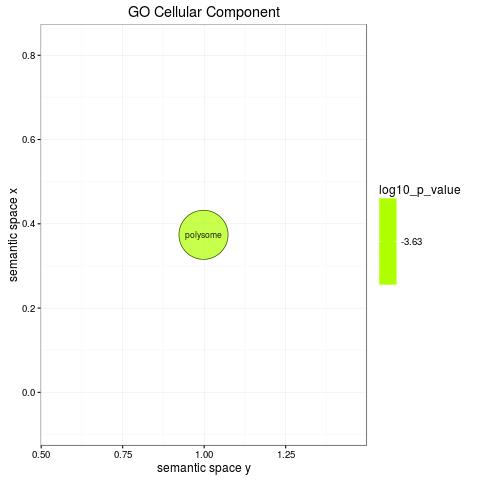 GO Cellular Component
0.8
0.6
0.4
0.2
0.0
semantic space x
polysome
0.50
0.75
1.00
1.25
semantic space y
log10_p_value
-3.63